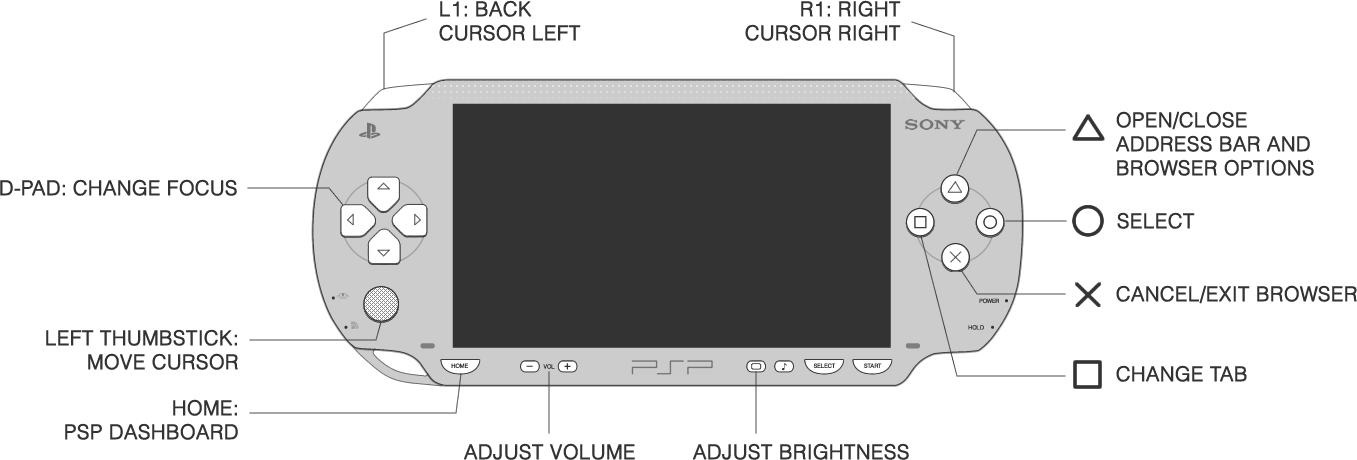 L1: BACK
CURSOR LEFT
R1: RIGHT
CURSOR RIGHT
SONY
OPEN/CLOSE
ADDRESS BAR AND
BROWSER OPTIONS
D-PAD: CHANGE FOCUS
SELECT
CANCEL/EXIT BROWSER
POWER
HOLD
LEFT THUMBSTICK:
MOVE CURSOR
HOME
VOL
PSP
SELECT
START
CHANGE TAB
HOME:
PSP DASHBOARD
ADJUST VOLUME
ADJUST BRIGHTNESS